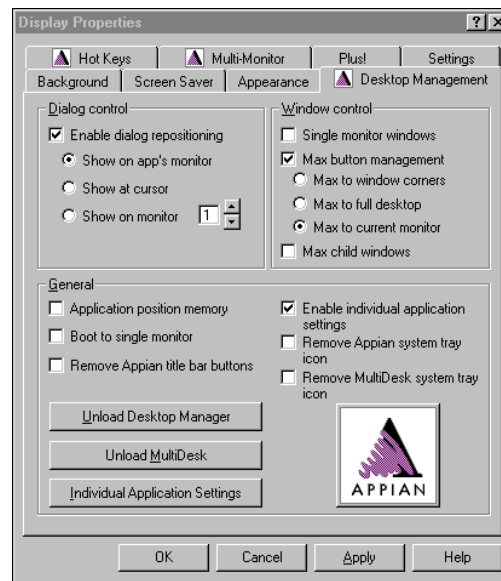 Display Properties
Hot Keys Multi-Monitor Plus! Settings
Background Screen Saver Appearance Desktop Management
Dialog control
Enable dialog repositioning
Show on app's monitor
Show at cursor
Show on monitor 1
Window control
Single monitor windows
Max button management
Max to window corners
Max to full desktop
Max to current monitor
Max child windows
General
Application position memory
Boot to single monitor
Remove Appian title bar buttons
Enable individual application
settings
Remove Appian system tray
icon
Remove MultiDesk system tray
icon
Unload Desktop Manager
Unload MultiDesk
Individual Application Settings
APPIAN
OK Cancel Apply Help